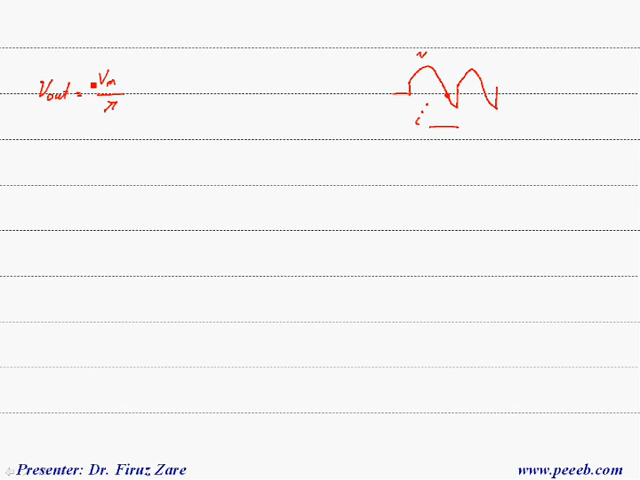 Vout = Vm / π
v
i
Presenter: Dr. Firuz Zare
www.peeeb.com